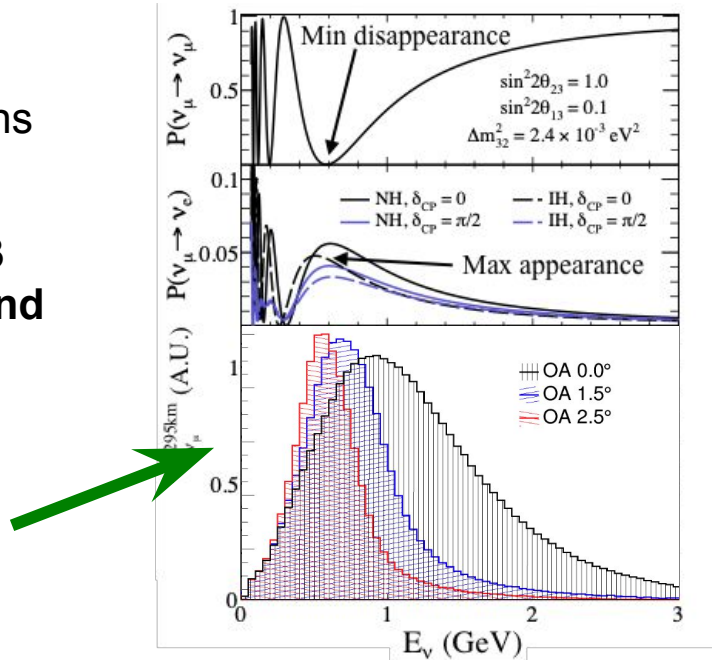 ns
3
nd
P(ν_μ → ν_μ)
1
0.5
Min disappearance
sin²2θ₂₃ = 1.0
sin²2θ₁₃ = 0.1
Δm²₃₂ = 2.4 × 10⁻³ eV²
P(ν_μ → ν_e)
0.1
0.05
NH, δ_CP = 0
IH, δ_CP = 0
NH, δ_CP = π/2
IH, δ_CP = π/2
Max appearance
295km
ν_μ
(A.U.)
1
0.5
0
OA 0.0°
OA 1.5°
OA 2.5°
0 1 2 3
E_ν (GeV)